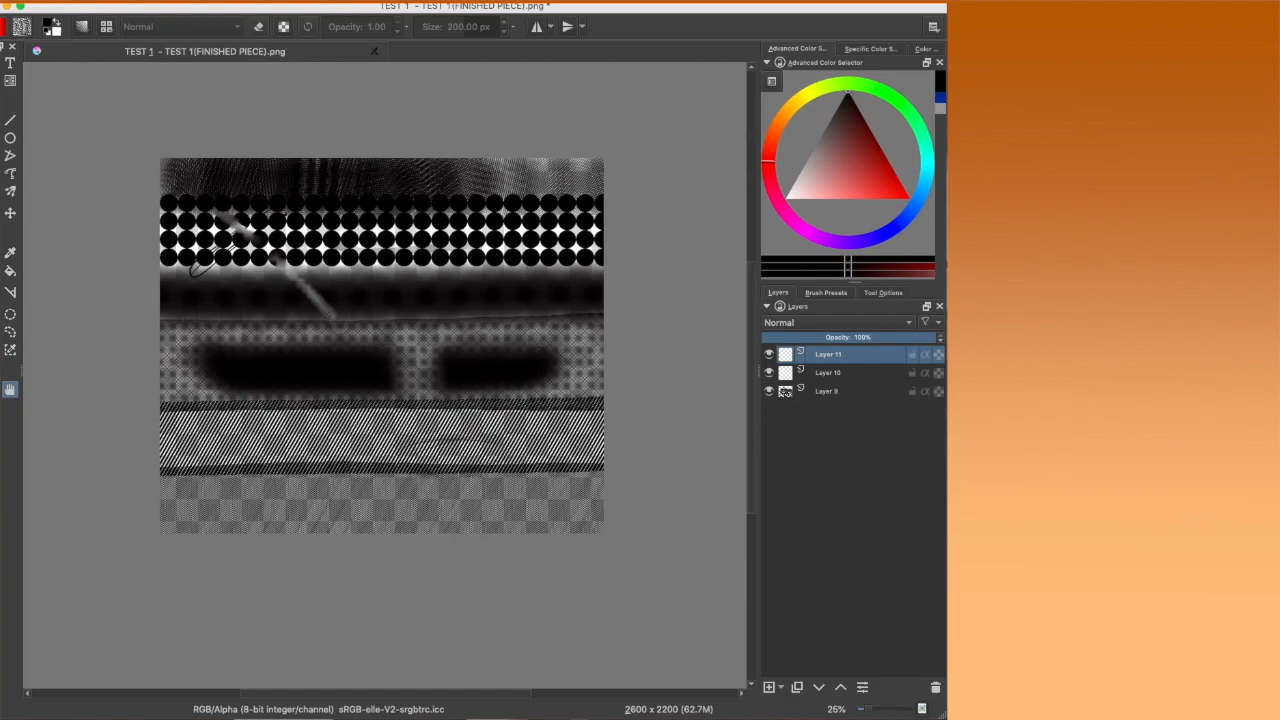 TEST 1 - TEST 1(FINISHED PIECE).png *
Normal
Opacity: 1.00
Size: 200.00 px
TEST 1 - TEST 1(FINISHED PIECE).png
Advanced Color S...
Specific Color S...
Color ...
Advanced Color Selector
Layers
Brush Presets
Tool Options
Layers
Normal
Opacity: 100%
Layer 11
Layer 10
Layer 9
RGB/Alpha (8-bit integer/channel) sRGB-elle-V2-srgbtrc.icc
2600 x 2200 (62.7M)
25%